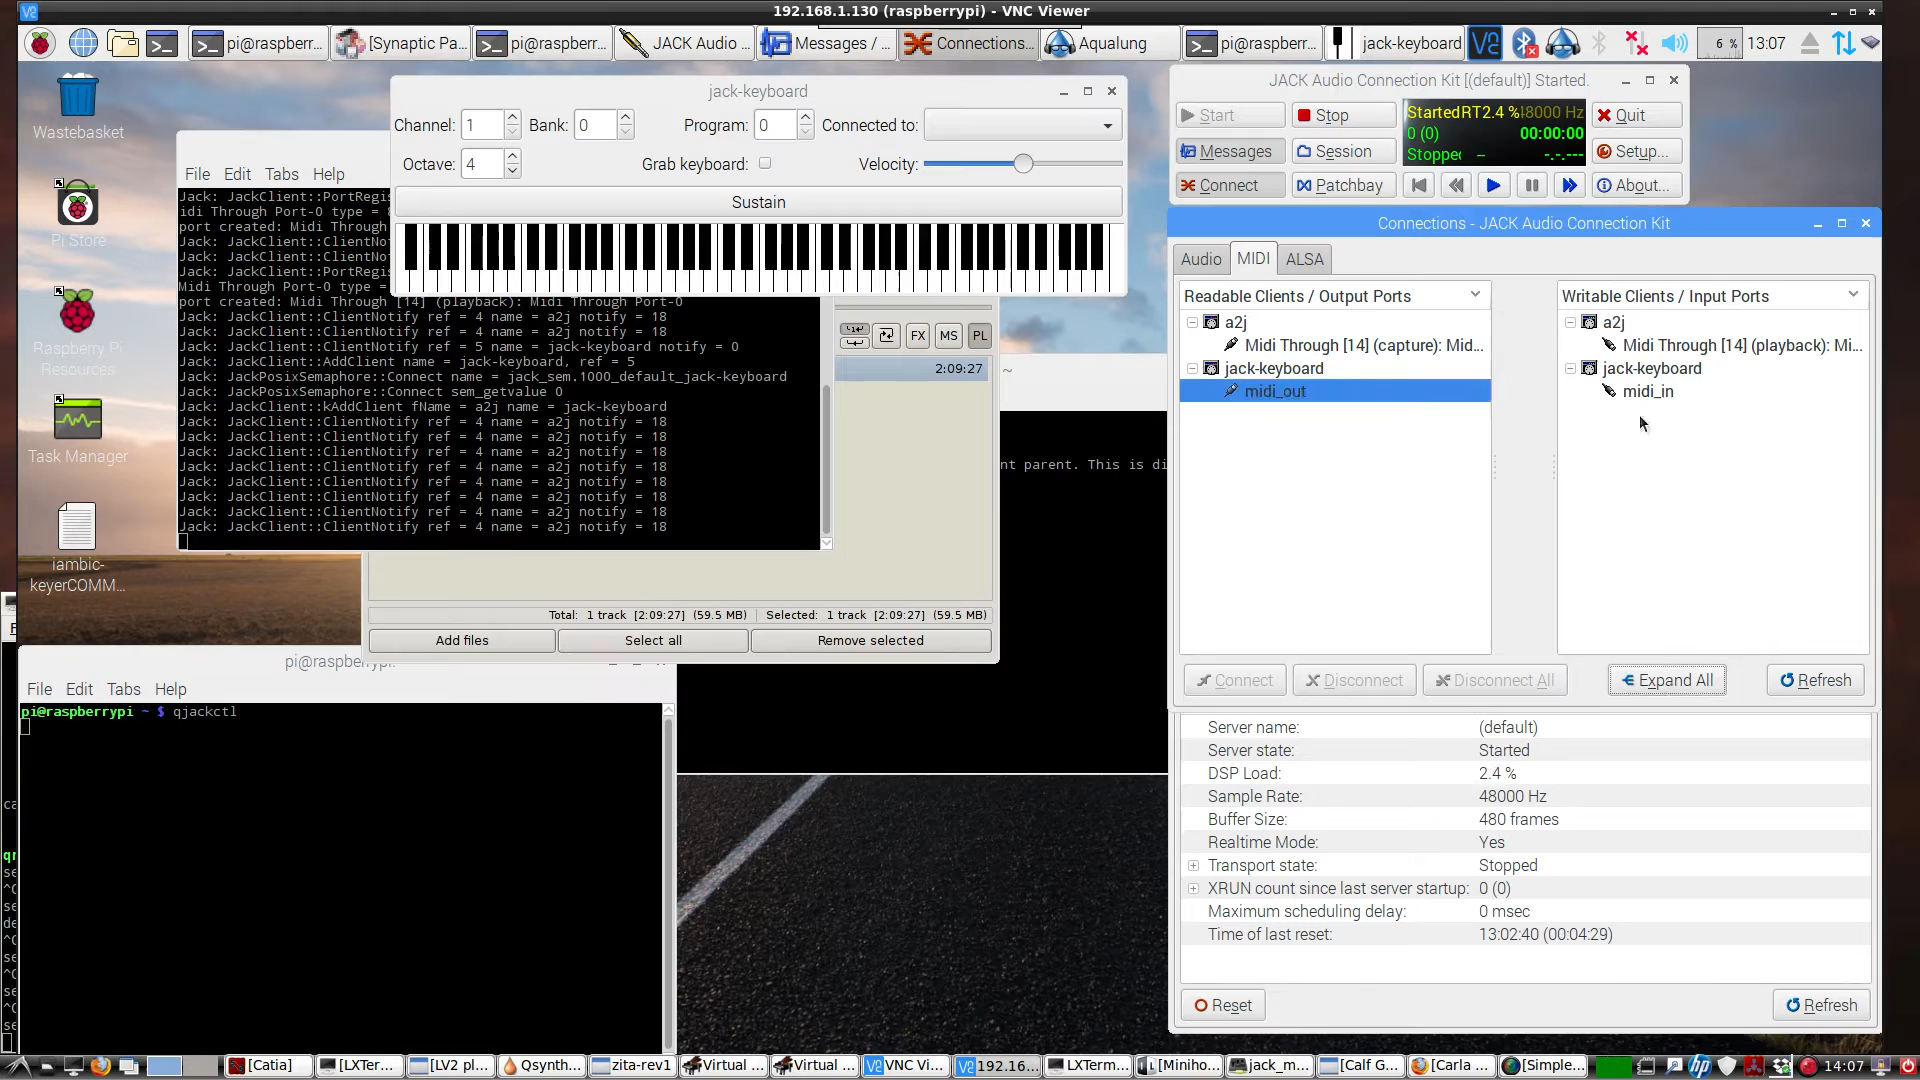 192.168.1.130 (raspberrypi) - VNC Viewer
pi@raspberr...
[Synaptic Pa...
pi@raspberr...
JACK Audio ...
Messages / ...
Connections...
Aqualung
pi@raspberr...
jack-keyboard
6 %
13:07
Wastebasket
Pi Store
Raspberry Pi
Resources
Task Manager
iambic-
keyerCOMM...
File Edit Tabs Help
Jack: JackClient::PortRegis
idi Through Port-0 type =
port created: Midi Through
Jack: JackClient::ClientNot
Jack: JackClient::ClientNot
Jack: JackClient::PortRegis
Midi Through Port-0 type =
port created: Midi Through [14] (playback): Midi Through Port-0
Jack: JackClient::ClientNotify ref = 4 name = a2j notify = 18
Jack: JackClient::ClientNotify ref = 4 name = a2j notify = 18
Jack: JackClient::ClientNotify ref = 5 name = jack-keyboard notify = 0
Jack: JackClient::AddClient name = jack-keyboard, ref = 5
Jack: JackPosixSemaphore::Connect name = jack_sem.1000_default_jack-keyboard
Jack: JackPosixSemaphore::Connect sem_getvalue 0
Jack: JackClient::kAddClient fName = a2j name = jack-keyboard
Jack: JackClient::ClientNotify ref = 4 name = a2j notify = 18
Jack: JackClient::ClientNotify ref = 4 name = a2j notify = 18
Jack: JackClient::ClientNotify ref = 4 name = a2j notify = 18
Jack: JackClient::ClientNotify ref = 4 name = a2j notify = 18
Jack: JackClient::ClientNotify ref = 4 name = a2j notify = 18
Jack: JackClient::ClientNotify ref = 4 name = a2j notify = 18
Jack: JackClient::ClientNotify ref = 4 name = a2j notify = 18
Jack: JackClient::ClientNotify ref = 4 name = a2j notify = 18
jack-keyboard
Channel: 1 Bank: 0 Program: 0 Connected to:
Octave: 4 Grab keyboard: Velocity:
Sustain
FX MS PL
2:09:27
~
nt parent. This is di
Total: 1 track [2:09:27] (59.5 MB) Selected: 1 track [2:09:27] (59.5 MB)
Add files Select all Remove selected
pi@raspberrypi:
File Edit Tabs Help
pi@raspberrypi ~ $ qjackctl
JACK Audio Connection Kit [(default)] Started.
Start Stop Quit
Started RT 2.4 % 48000 Hz
0 (0) 00:00:00
Stopped -- -.-.---
Messages Session Setup...
Connect Patchbay About...
Connections - JACK Audio Connection Kit
Audio MIDI ALSA
Readable Clients / Output Ports
a2j
Midi Through [14] (capture): Mid...
jack-keyboard
midi_out
Writable Clients / Input Ports
a2j
Midi Through [14] (playback): Mi...
jack-keyboard
midi_in
Connect Disconnect Disconnect All Expand All Refresh
Server name: (default)
Server state: Started
DSP Load: 2.4 %
Sample Rate: 48000 Hz
Buffer Size: 480 frames
Realtime Mode: Yes
Transport state: Stopped
XRUN count since last server startup: 0 (0)
Maximum scheduling delay: 0 msec
Time of last reset: 13:02:40 (00:04:29)
Reset Refresh
[Catia]
[LXTer...
[LV2 pl...
Qsynth...
zita-rev1
Virtual ...
Virtual ...
VNC Vi...
192.16...
LXTerm...
[Miniho...
jack_m...
[Calf G...
[Carla ...
[Simple...
14:07